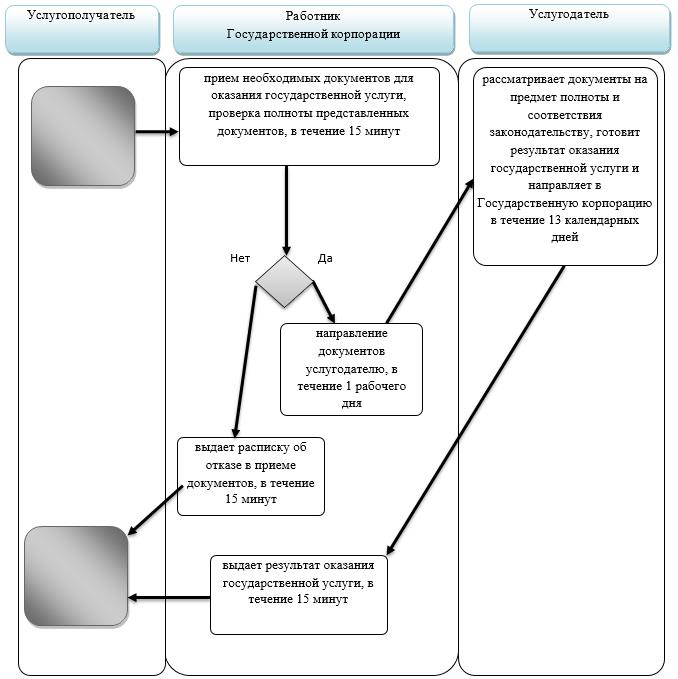 Услугополучатель
Работник
Государственной корпорации
Услугодатель
прием необходимых документов для
оказания государственной услуги,
проверка полноты представленных
документов, в течение 15 минут
рассматривает документы на
предмет полноты и
соответствия
законодательству, готовит
результат оказания
государственной услуги и
направляет в
Государственную корпорацию
в течение 13 календарных
дней
Нет
Да
направление
документов
услугодателю, в
течение 1 рабочего
дня
выдает расписку об
отказе в приеме
документов, в течение
15 минут
выдает результат оказания
государственной услуги, в
течение 15 минут